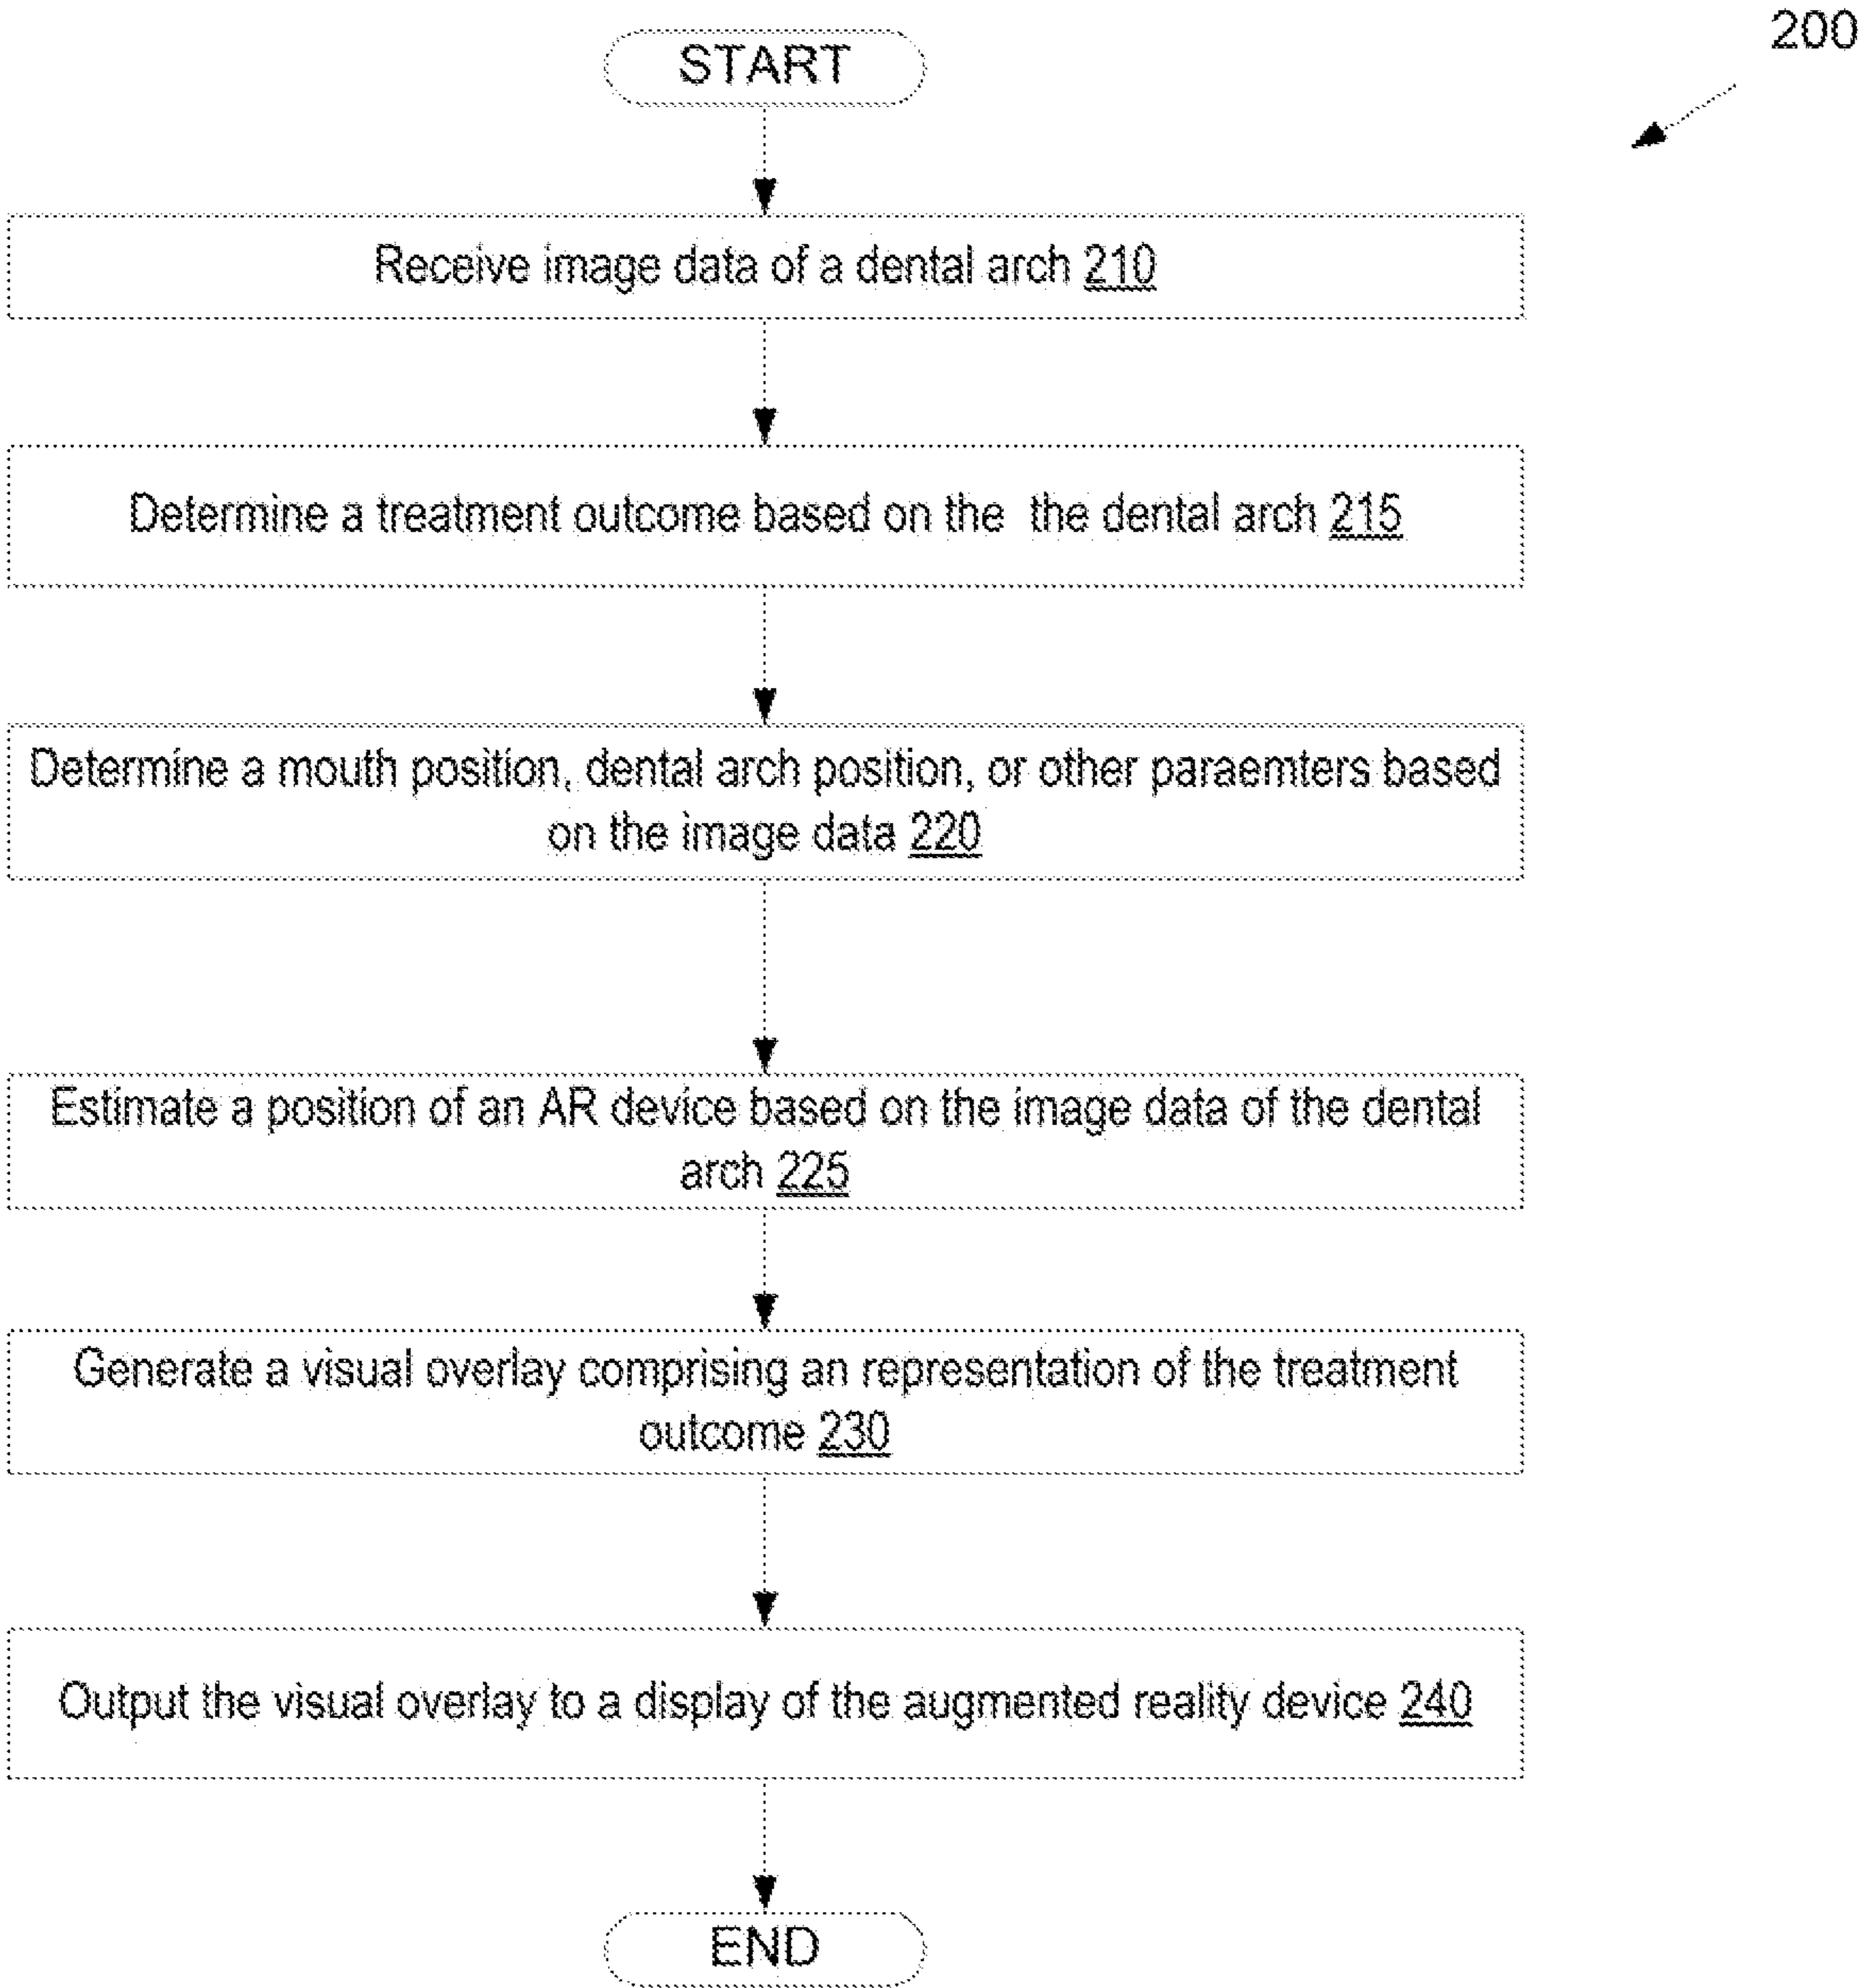 200
START
Receive image data of a dental arch 210
Determine a treatment outcome based on the the dental arch 215
Determine a mouth position, dental arch position, or other paraemters based
on the image data 220
Estimate a position of an AR device based on the image data of the dental
arch 225
Generate a visual overlay comprising an representation of the treatment
outcome 230
Output the visual overlay to a display of the augmented reality device 240
END